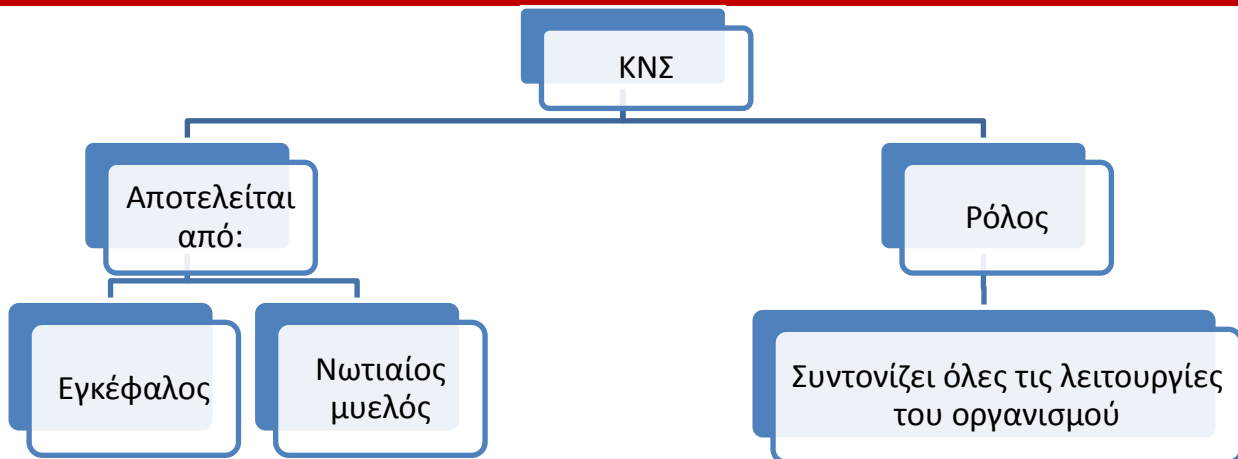 ΚΝΣ
Αποτελείται
από:
Ρόλος
Εγκέφαλος
Νωτιαίος
μυελός
Συντονίζει όλες τις λειτουργίες
του οργανισμού